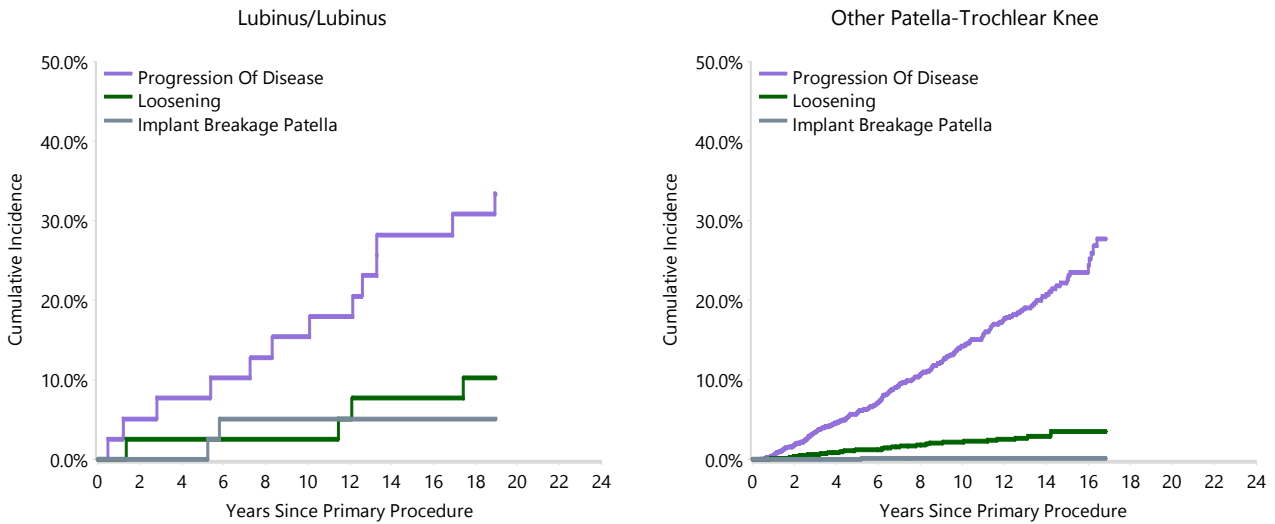 Lubinus/Lubinus
50.0%
40.0%
30.0%
20.0%
10.0%
0.0%
Cumulative Incidence
Progression Of Disease
Loosening
Implant Breakage Patella
0 2 4 6 8 10 12 14 16 18 20 22 24
Years Since Primary Procedure
Other Patella-Trochlear Knee
50.0%
40.0%
30.0%
20.0%
10.0%
0.0%
Cumulative Incidence
Progression Of Disease
Loosening
Implant Breakage Patella
0 2 4 6 8 10 12 14 16 18 20 22 24
Years Since Primary Procedure